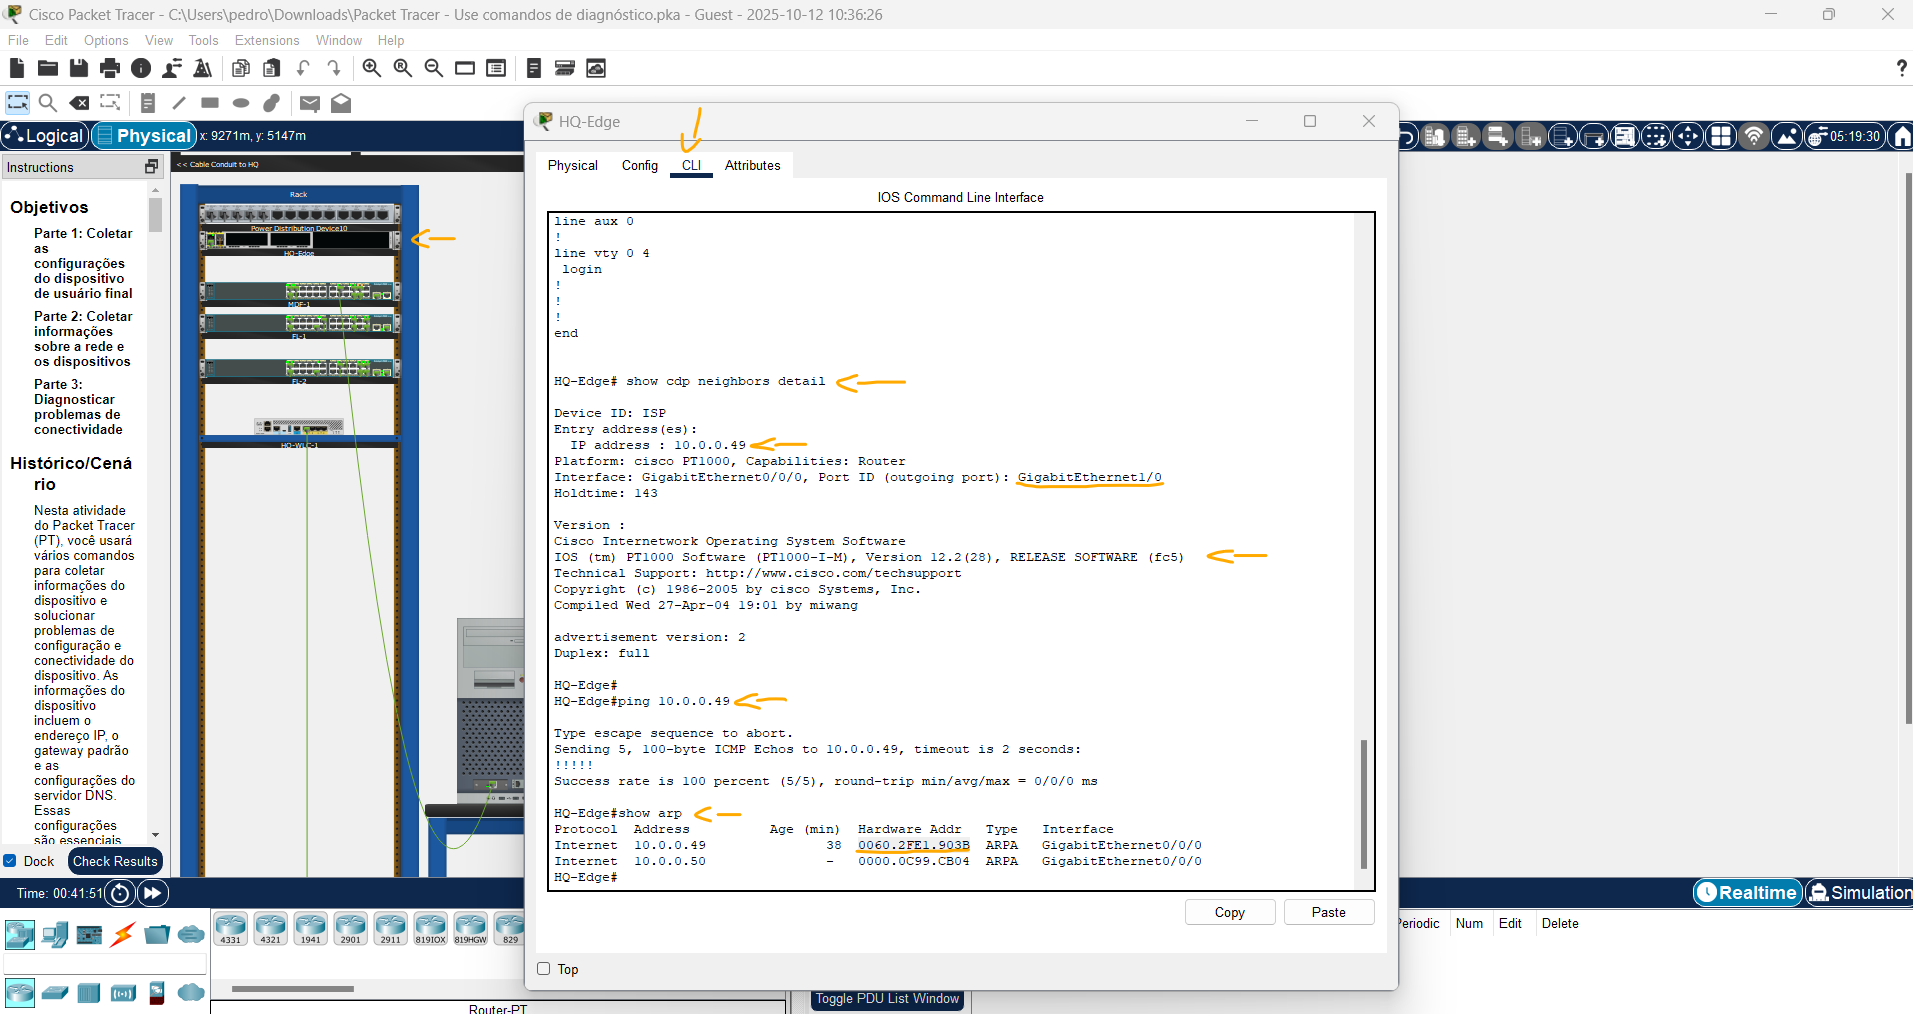 Cisco Packet Tracer - C:\Users\pedro\Downloads\Packet Tracer - Use comandos de diagnóstico.pka - Guest - 2025-10-12 10:36:26
File Edit Options View Tools Extensions Window Help
?
Logical Physical x: 9271m, y: 5147m
05:19:30
Instructions
Objetivos
Parte 1: Coletar
as
configurações
do dispositivo
de usuário final
Parte 2: Coletar
informações
sobre a rede e
os dispositivos
Parte 3:
Diagnosticar
problemas de
conectividade
Histórico/Cená
rio
Nesta atividade
do Packet Tracer
(PT), você usará
vários comandos
para coletar
informações do
dispositivo e
solucionar
problemas de
configuração e
conectividade do
dispositivo. As
informações do
dispositivo
incluem o
endereço IP, o
gateway padrão
e as
configurações do
servidor DNS.
Essas
configurações
são essenciais
Dock Check Results
<< Cable Conduit to HQ
Rack
Power Distribution Device10
HQ-Edge
MDF-1
FL-1
FL-2
HQ-WLC-1
HQ-Edge
Physical Config CLI Attributes
IOS Command Line Interface
line aux 0
!
line vty 0 4
login
!
!
!
end
HQ-Edge# show cdp neighbors detail
Device ID: ISP
Entry address(es):
IP address : 10.0.0.49
Platform: cisco PT1000, Capabilities: Router
Interface: GigabitEthernet0/0/0, Port ID (outgoing port): GigabitEthernet1/0
Holdtime: 143
Version :
Cisco Internetwork Operating System Software
IOS (tm) PT1000 Software (PT1000-I-M), Version 12.2(28), RELEASE SOFTWARE (fc5)
Technical Support: http://www.cisco.com/techsupport
Copyright (c) 1986-2005 by cisco Systems, Inc.
Compiled Wed 27-Apr-04 19:01 by miwang
advertisement version: 2
Duplex: full
HQ-Edge#
HQ-Edge#ping 10.0.0.49
Type escape sequence to abort.
Sending 5, 100-byte ICMP Echos to 10.0.0.49, timeout is 2 seconds:
!!!!!
Success rate is 100 percent (5/5), round-trip min/avg/max = 0/0/0 ms
HQ-Edge#show arp
Protocol Address Age (min) Hardware Addr Type Interface
Internet 10.0.0.49 38 0060.2FE1.903B ARPA GigabitEthernet0/0/0
Internet 10.0.0.50 - 0000.0C99.CB04 ARPA GigabitEthernet0/0/0
HQ-Edge#
Copy Paste
Top
Time: 00:41:51
Realtime Simulation
4331 4321 1941 2901 2911 819IOX 819HGW 829
Periodic Num Edit Delete
Router-PT
Toggle PDU List Window